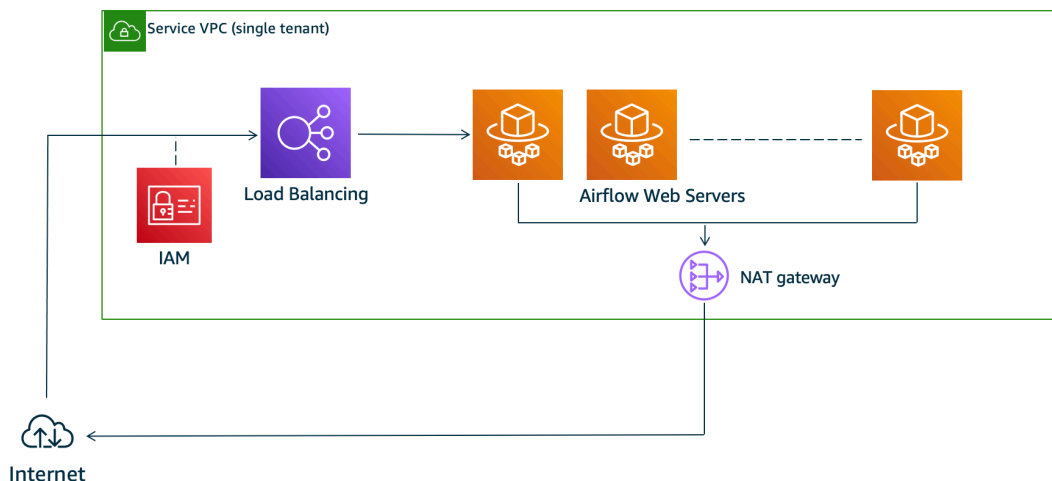 Service VPC (single tenant)
Load Balancing
Airflow Web Servers
IAM
NAT gateway
Internet